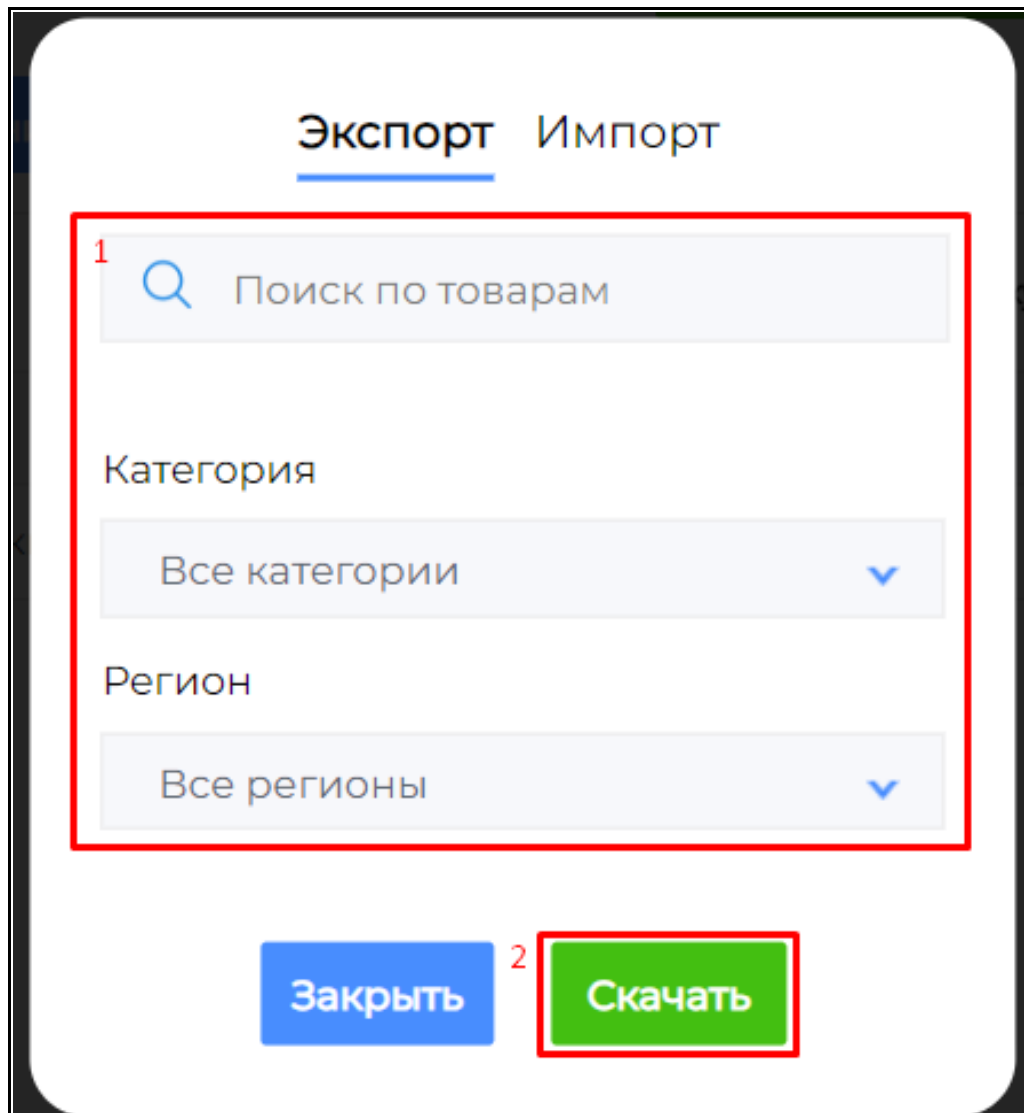 Экспорт Импорт
1
Поиск по товарам
Категория
Все категории
Регион
Все регионы
Закрыть 2 Скачать